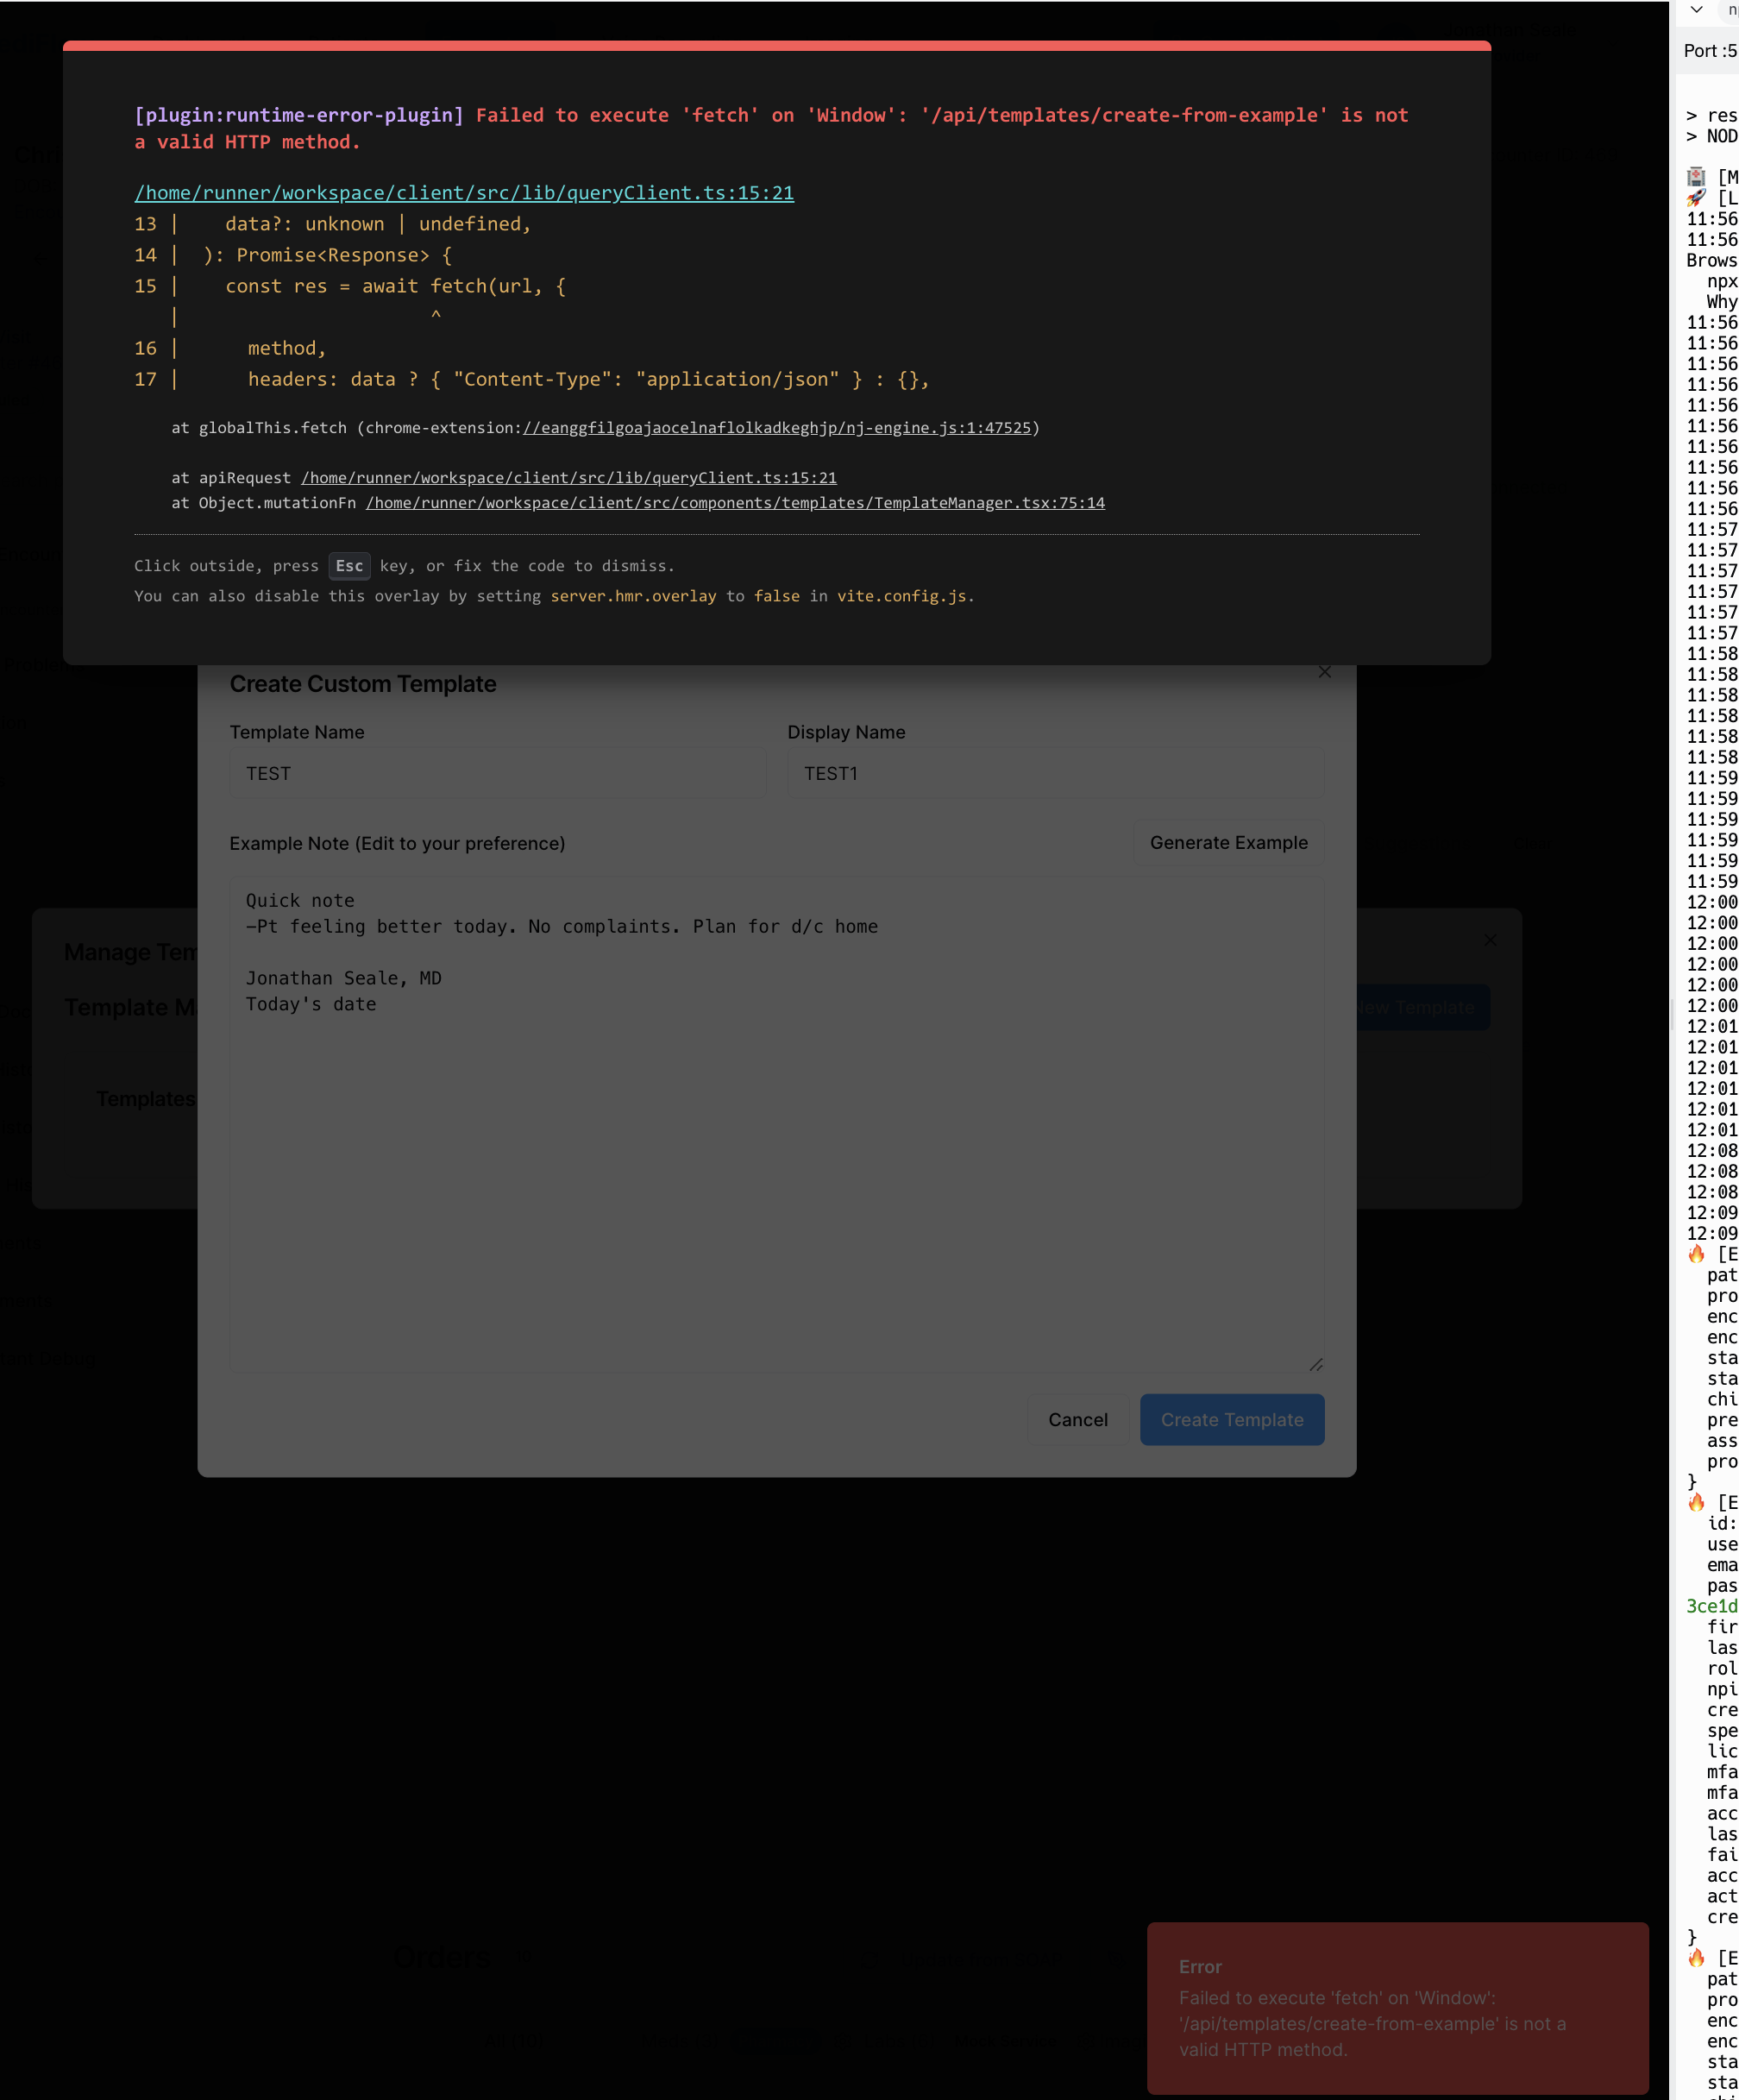 [plugin:runtime-error-plugin] Failed to execute 'fetch' on 'Window': '/api/templates/create-from-example' is not
a valid HTTP method.
/home/runner/workspace/client/src/lib/queryClient.ts:15:21
13 |    data?: unknown | undefined,
14 |  ): Promise<Response> {
15 |    const res = await fetch(url, {
   |                      ^
16 |      method,
17 |      headers: data ? { "Content-Type": "application/json" } : {},
at globalThis.fetch (chrome-extension://eanggfilgoajaocelnaflolkadkeghjp/nj-engine.js:1:47525)
at apiRequest /home/runner/workspace/client/src/lib/queryClient.ts:15:21
at Object.mutationFn /home/runner/workspace/client/src/components/templates/TemplateManager.tsx:75:14
Click outside, press Esc key, or fix the code to dismiss.
You can also disable this overlay by setting server.hmr.overlay to false in vite.config.js.
Create Custom Template
Template Name
Display Name
TEST
TEST1
Example Note (Edit to your preference)
Generate Example
Quick note
-Pt feeling better today. No complaints. Plan for d/c home
Jonathan Seale, MD
Today's date
Cancel
Create Template
Manage Tem
Template Ma
New Template
Templates
Orders
Error
Failed to execute 'fetch' on 'Window':
'/api/templates/create-from-example' is not a
valid HTTP method.
Port :5
> res
> NOD
[M
[L
11:56
11:56
Brows
npx
Why
11:56
11:56
11:56
11:56
11:56
11:56
11:56
11:56
11:56
11:56
11:57
11:57
11:57
11:57
11:57
11:57
11:58
11:58
11:58
11:58
11:58
11:58
11:59
11:59
11:59
11:59
11:59
11:59
12:00
12:00
12:00
12:00
12:00
12:00
12:01
12:01
12:01
12:01
12:01
12:01
12:08
12:08
12:08
12:09
12:09
[E
pat
pro
enc
enc
sta
sta
chi
pre
ass
pro
}
[E
id:
use
ema
pas
3ce1d
fir
las
rol
npi
cre
spe
lic
mfa
mfa
acc
las
fai
acc
act
cre
}
[E
pat
pro
enc
enc
sta
sta